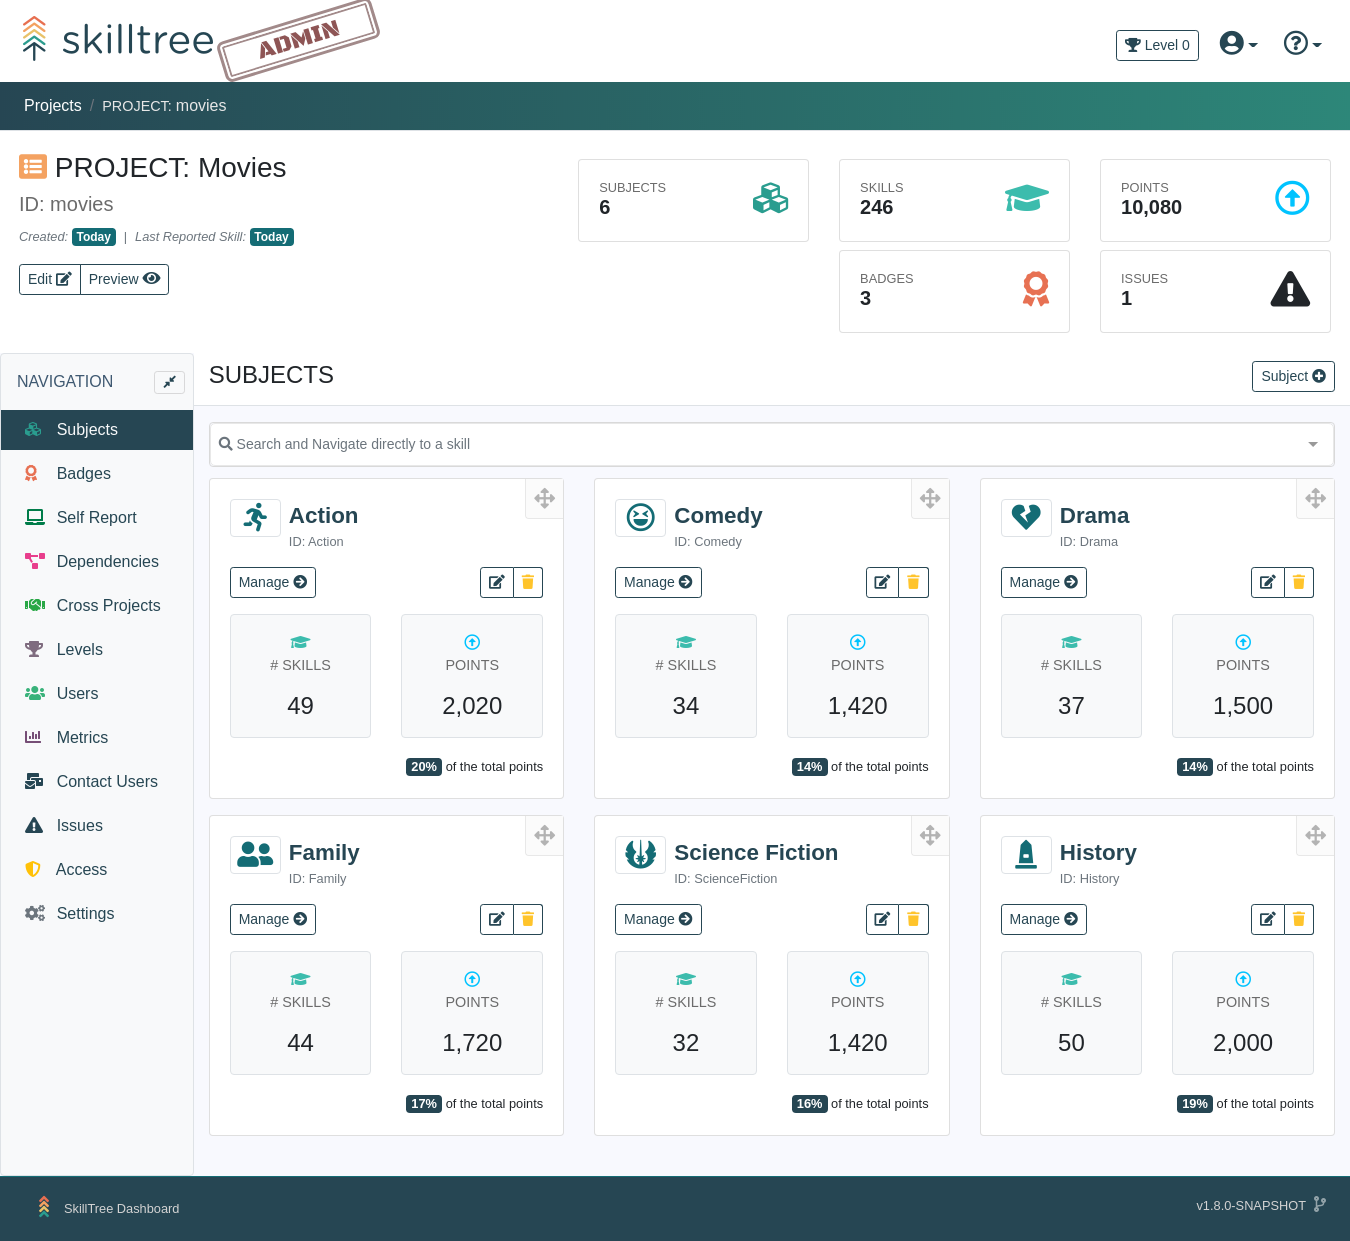 skilltree
ADMIN
Level 0
Projects / PROJECT: movies
PROJECT: Movies
ID: movies
Created: Today | Last Reported Skill: Today
Edit Preview
SUBJECTS
6
SKILLS
246
POINTS
10,080
BADGES
3
ISSUES
1
NAVIGATION
Subjects
Badges
Self Report
Dependencies
Cross Projects
Levels
Users
Metrics
Contact Users
Issues
Access
Settings
SUBJECTS
Subject
Search and Navigate directly to a skill
Action
ID: Action
Manage
# SKILLS
49
POINTS
2,020
20% of the total points
Comedy
ID: Comedy
Manage
# SKILLS
34
POINTS
1,420
14% of the total points
Drama
ID: Drama
Manage
# SKILLS
37
POINTS
1,500
14% of the total points
Family
ID: Family
Manage
# SKILLS
44
POINTS
1,720
17% of the total points
Science Fiction
ID: ScienceFiction
Manage
# SKILLS
32
POINTS
1,420
16% of the total points
History
ID: History
Manage
# SKILLS
50
POINTS
2,000
19% of the total points
SkillTree Dashboard
v1.8.0-SNAPSHOT